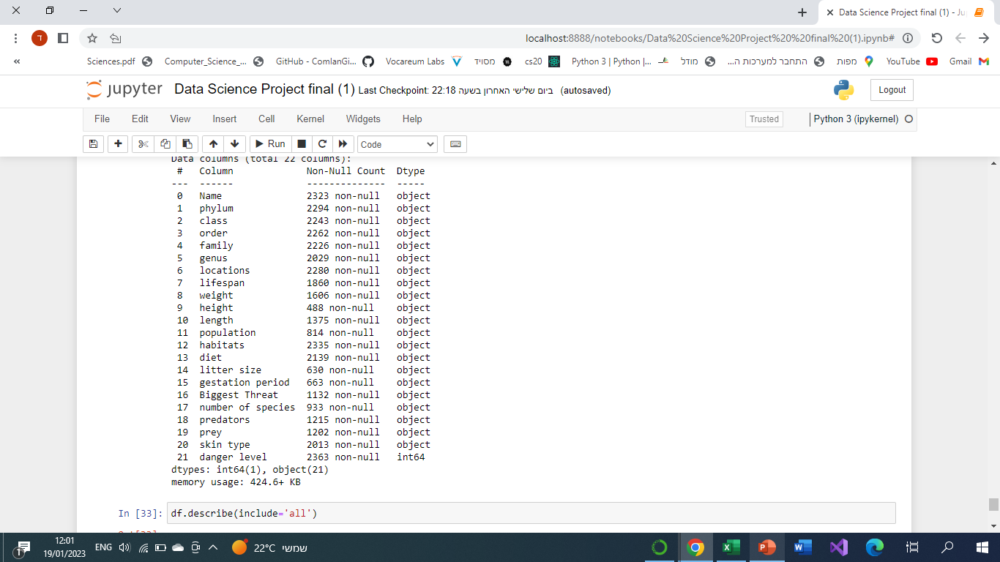 Data Science Project final (1) - Ju
localhost:8888/notebooks/Data%20Science%20Project%20%20final%20(1).ipynb#
Sciences.pdf Computer_Science_... GitHub - ComlanGi... Vocareum Labs מסויד cs20 Python 3 | Python |... מודל התחבר למערכות ה... מפות YouTube Gmail
jupyter Data Science Project final (1) Last Checkpoint: 22:18 ביום שלישי האחרון בשעה (autosaved) Logout
File Edit View Insert Cell Kernel Widgets Help Trusted Python 3 (ipykernel)
Run Code
Data columns (total 22 columns):
# Column Non-Null Count Dtype
--- ------ -------------- -----
0 Name 2323 non-null object
1 phylum 2294 non-null object
2 class 2243 non-null object
3 order 2262 non-null object
4 family 2226 non-null object
5 genus 2029 non-null object
6 locations 2280 non-null object
7 lifespan 1860 non-null object
8 weight 1606 non-null object
9 height 488 non-null object
10 length 1375 non-null object
11 population 814 non-null object
12 habitats 2335 non-null object
13 diet 2139 non-null object
14 litter size 630 non-null object
15 gestation period 663 non-null object
16 Biggest Threat 1132 non-null object
17 number of species 933 non-null object
18 predators 1215 non-null object
19 prey 1202 non-null object
20 skin type 2013 non-null object
21 danger level 2363 non-null int64
dtypes: int64(1), object(21)
memory usage: 424.6+ KB
In [33]: df.describe(include='all')
1 12:01 ENG 22°C שמשי
19/01/2023